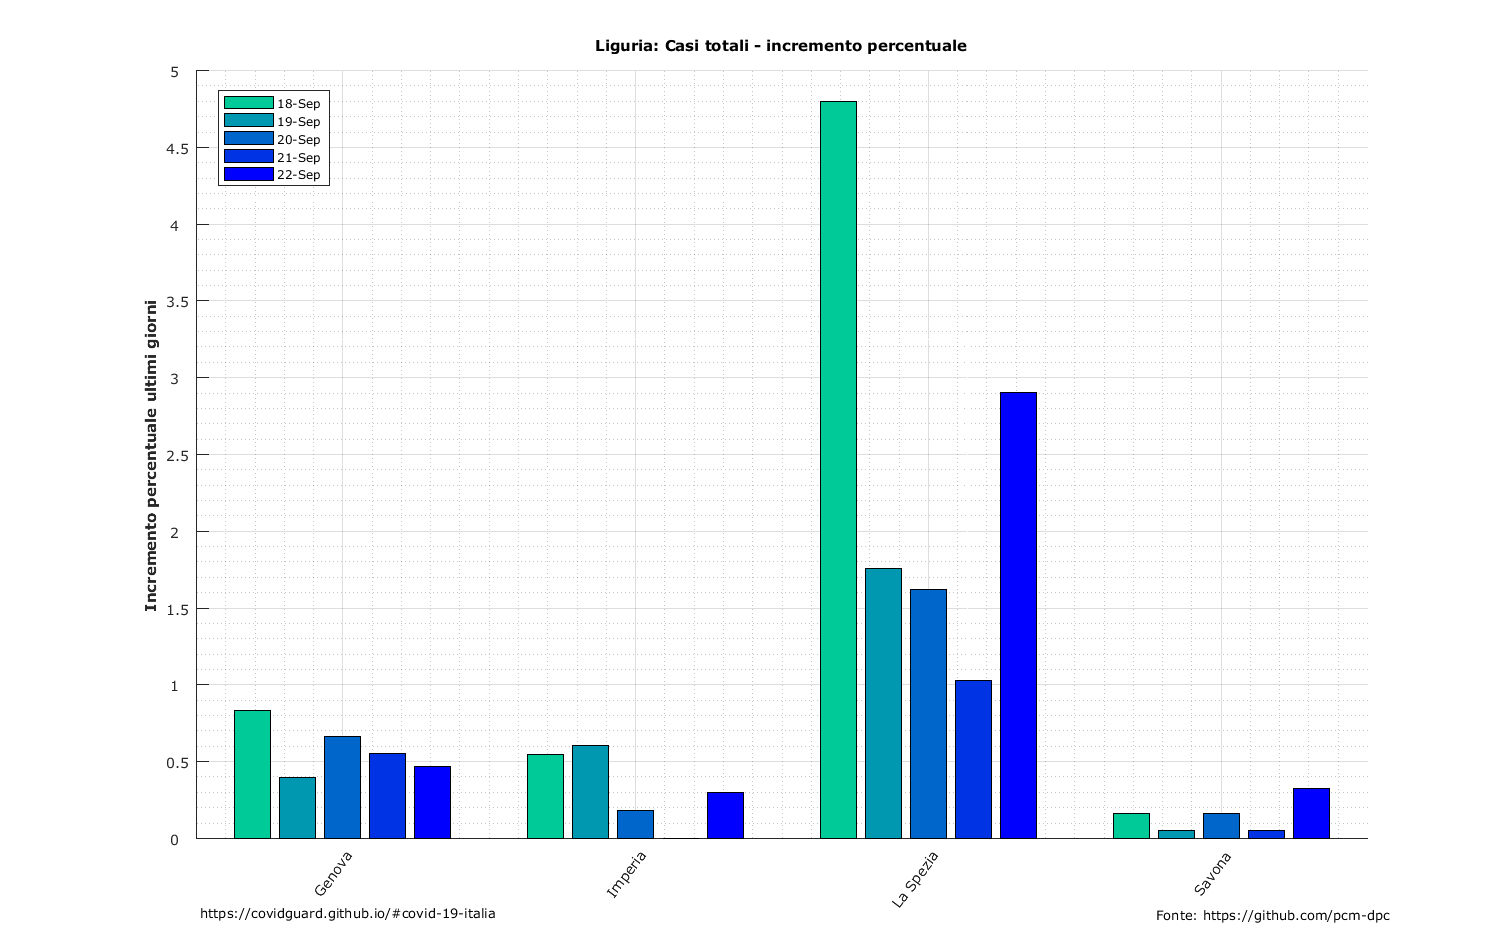 Liguria: Casi totali - incremento percentuale
5
4.5
4
3.5
3
2.5
2
1.5
1
0.5
0
18-Sep
19-Sep
20-Sep
21-Sep
22-Sep
Incremento percentuale ultimi giorni
Genova
Imperia
La Spezia
Savona
https://covidguard.github.io/#covid-19-italia
Fonte: https://github.com/pcm-dpc